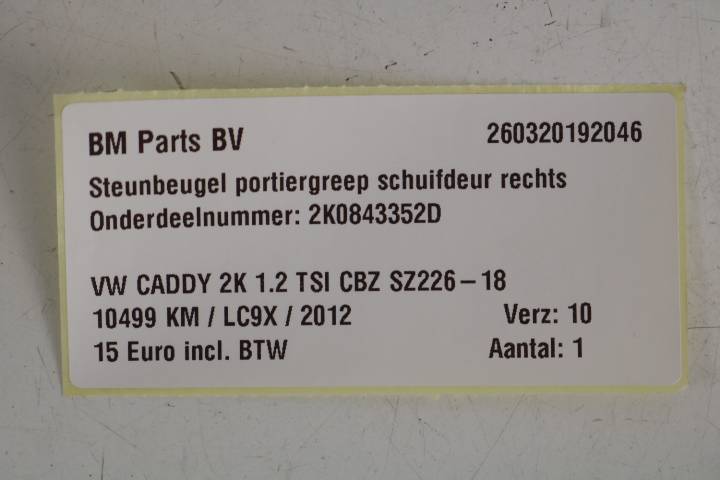 BM Parts BV 260320192046
Steunbeugel portiergreep schuifdeur rechts
Onderdeelnummer: 2K0843352D
VW CADDY 2K 1.2 TSI CBZ SZ226-18
10499 KM / LC9X / 2012 Verz: 10
15 Euro incl. BTW Aantal: 1